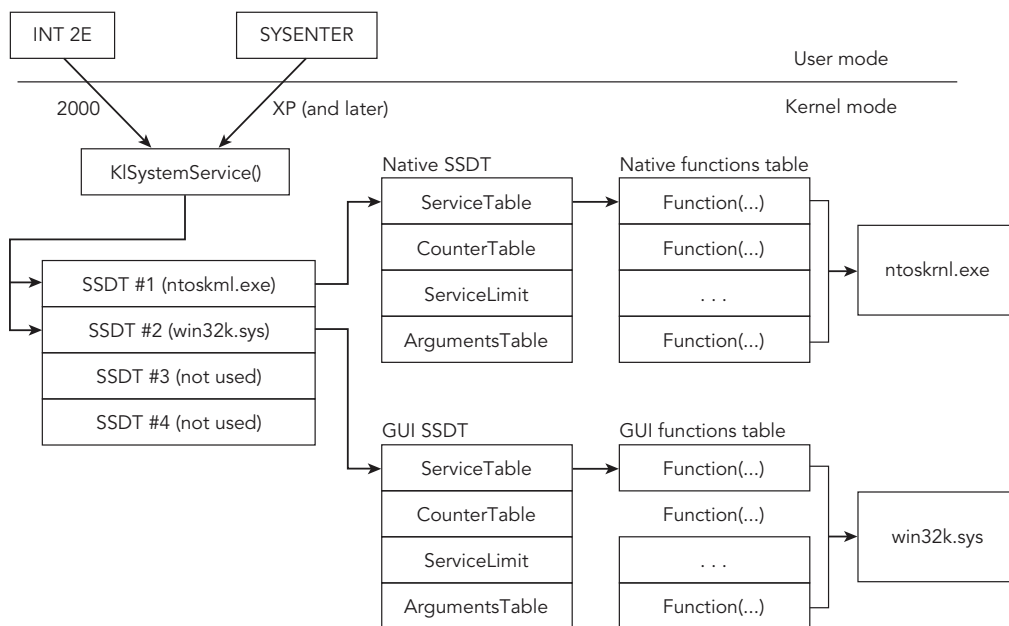 INT 2E
SYSENTER
User mode
2000
XP (and later)
Kernel mode
KlSystemService()
Native SSDT
Native functions table
ServiceTable
Function(...)
CounterTable
Function(...)
ServiceLimit
. . .
ArgumentsTable
Function(...)
ntoskrnl.exe
SSDT #1 (ntoskml.exe)
SSDT #2 (win32k.sys)
SSDT #3 (not used)
SSDT #4 (not used)
GUI SSDT
GUI functions table
ServiceTable
Function(...)
CounterTable
Function(...)
ServiceLimit
. . .
ArgumentsTable
Function(...)
win32k.sys